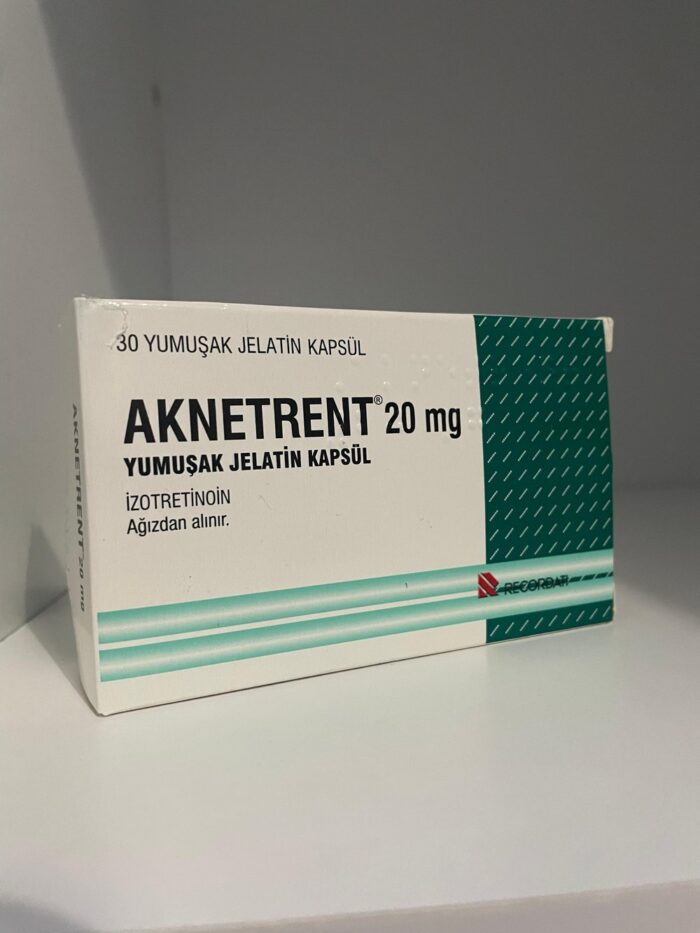 30 YUMUŞAK JELATİN KAPSÜL
AKNETRENT® 20 mg
YUMUŞAK JELATİN KAPSÜL
İZOTRETİNOİN
Ağızdan alınır.
RECORDATI
AKNETRENT 20 mg